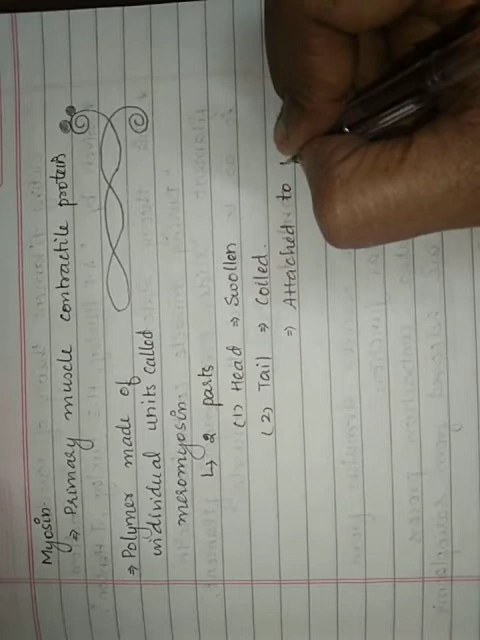 Myosin
⇒ Primary muscle contractile protein
⇒ Polymer made of
individual units called
meromyosin
↳ 2 parts
(1) Head ⇒ Swollen
(2) Tail ⇒ Coiled.
⇒ Attatched to